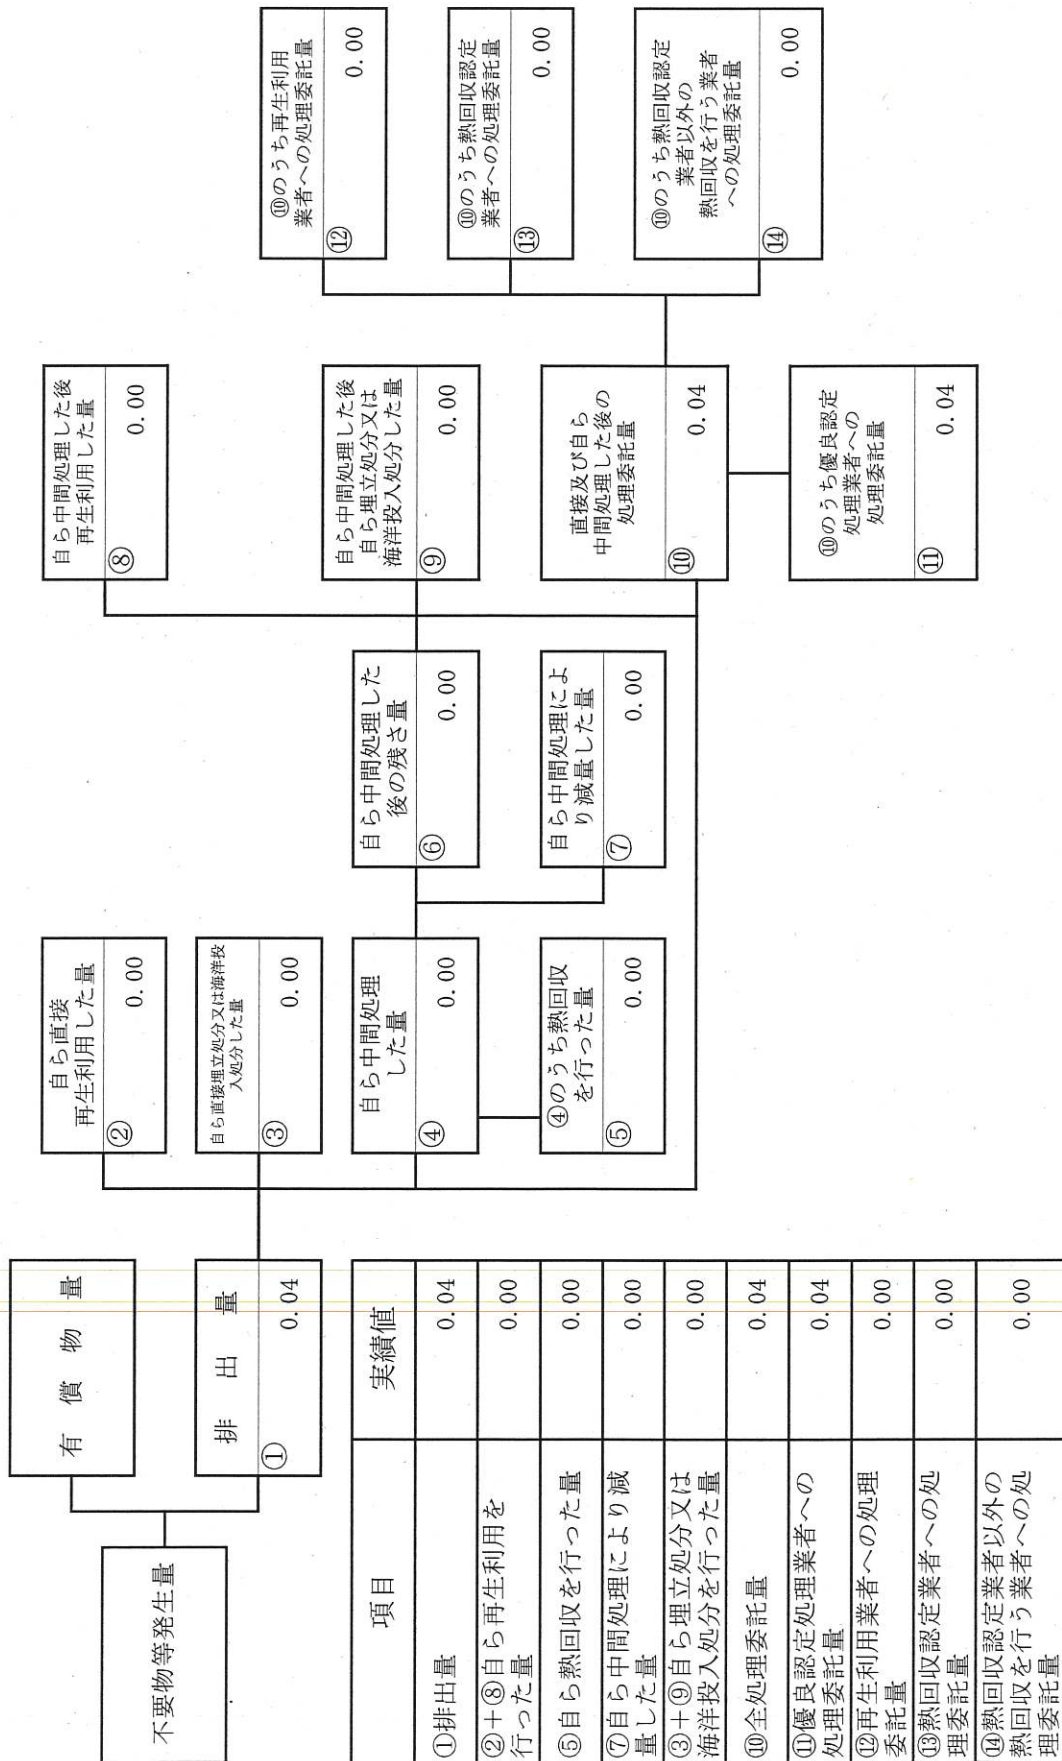 不要物等発生量
有償物量
排出量
①
0.04
自ら直接
再生利用した量
②
0.00
自ら直接埋立処分又は海洋投
入処分した量
③
0.00
自ら中間処理
した量
④
0.00
④のうち熱回収
を行った量
⑤
0.00
自ら中間処理した
後の残さ量
⑥
0.00
自ら中間処理によ
り減量した量
⑦
0.00
自ら中間処理した後
再生利用した量
⑧
0.00
自ら中間処理した後
自ら埋立処分又は
海洋投入処分した量
⑨
0.00
直接及び自ら
中間処理した後の
処理委託量
⑩
0.04
⑩のうち優良認定
処理業者への
処理委託量
⑪
0.04
⑩のうち再生利用
業者への処理委託量
⑫
0.00
⑩のうち熱回収認定
業者への処理委託量
⑬
0.00
⑩のうち熱回収認定
業者以外の
熱回収を行う業者
への処理委託量
⑭
0.00
項目 実績値
①排出量 0.04
②+⑧自ら再生利用を
行った量 0.00
⑤自ら熱回収を行った量 0.00
⑦自ら中間処理により減
量した量 0.00
③+⑨自ら埋立処分又は
海洋投入処分を行った量 0.00
⑩全処理委託量 0.04
⑪優良認定処理業者への
処理委託量 0.04
⑫再生利用業者への処理
委託量 0.00
⑬熱回収認定業者への処
理委託量 0.00
⑭熱回収認定業者以外の
熱回収を行う業者への処
理委託量 0.00